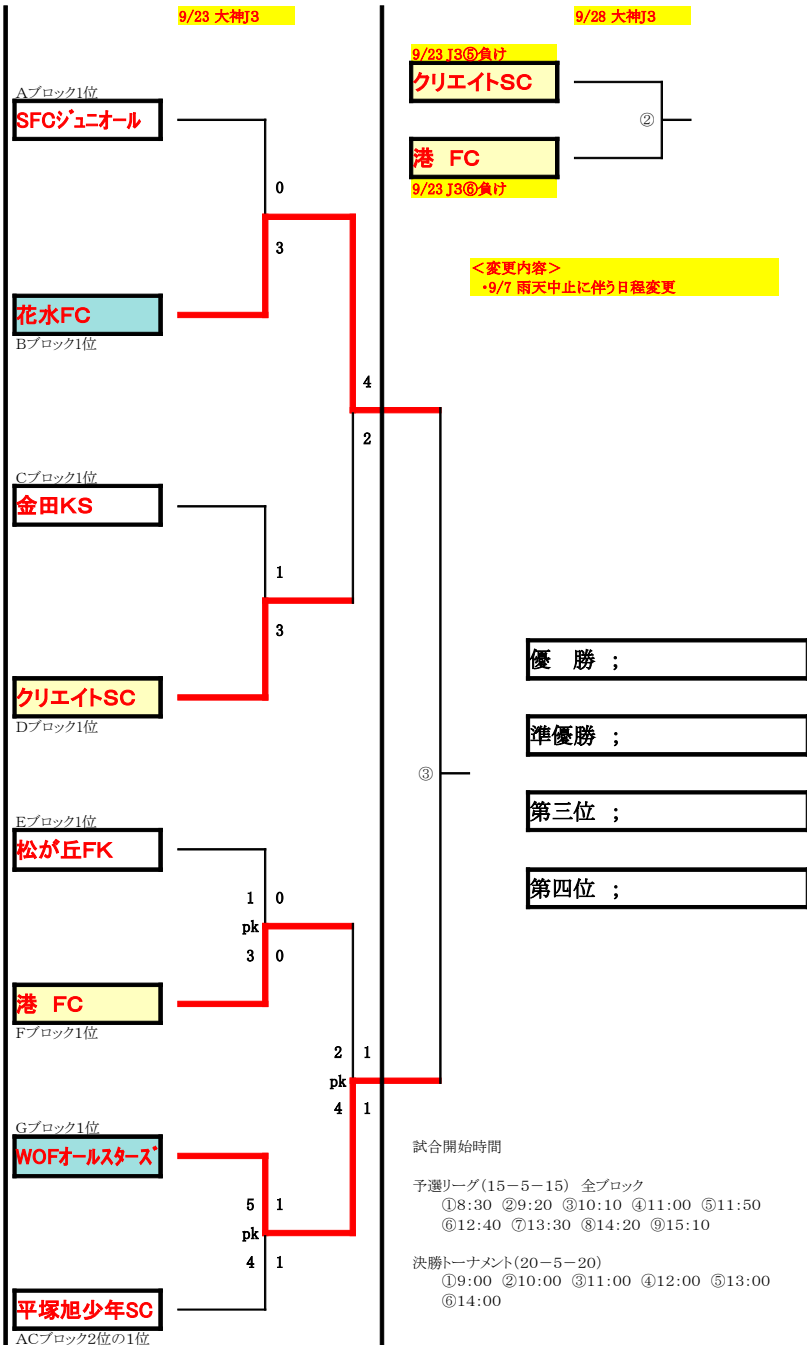 9/23 大神J3
9/28 大神J3
9/23 J3⑤負け
クリエイトSC
②
港 FC
9/23 J3⑥負け
<変更内容>
・9/7 雨天中止に伴う日程変更
Aブロック1位
SFCジュニオール
0
3
花水FC
Bブロック1位
4
2
Cブロック1位
金田KS
1
3
クリエイトSC
Dブロック1位
③
優 勝 ;
準優勝 ;
第三位 ;
第四位 ;
Eブロック1位
松が丘FK
1 0
pk
3 0
港 FC
Fブロック1位
2 1
pk
4 1
Gブロック1位
WOFオールスターズ
5 1
pk
4 1
平塚旭少年SC
ACブロック2位の1位
試合開始時間
予選リーグ(15-5-15) 全ブロック
①8:30 ②9:20 ③10:10 ④11:00 ⑤11:50
⑥12:40 ⑦13:30 ⑧14:20 ⑨15:10
決勝トーナメント(20-5-20)
①9:00 ②10:00 ③11:00 ④12:00 ⑤13:00
⑥14:00